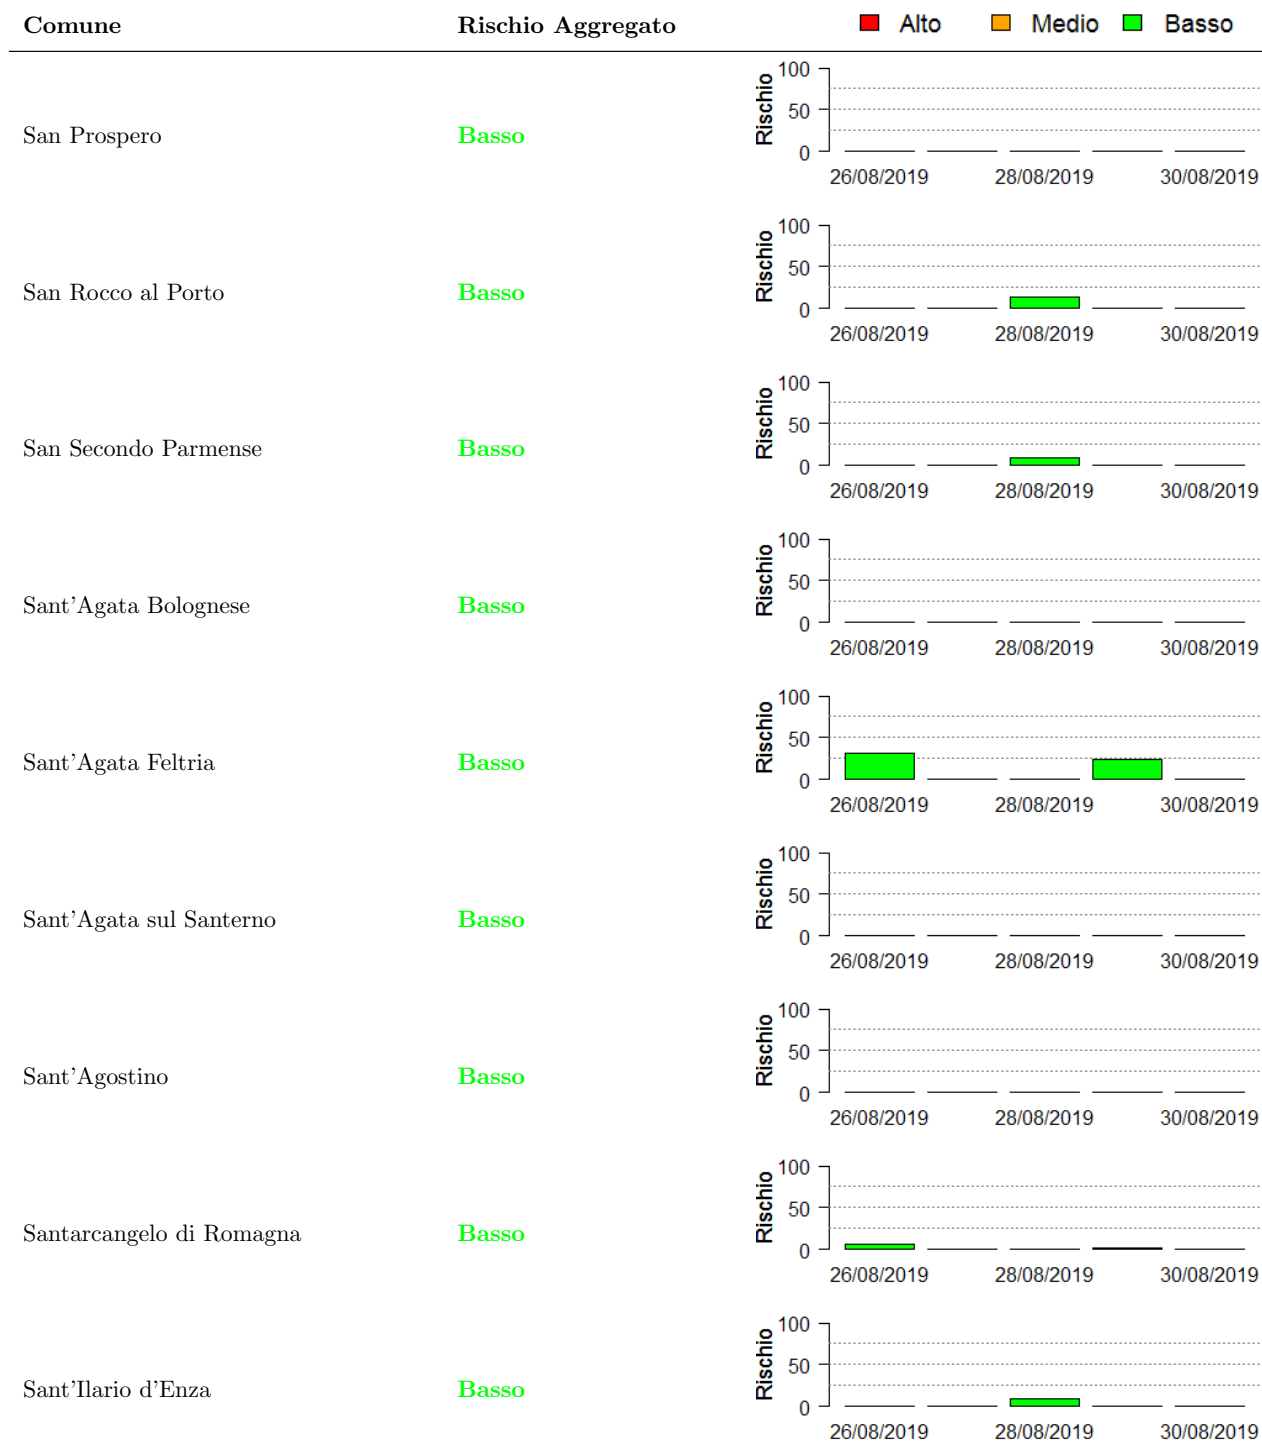 Comune Rischio Aggregato Alto Medio Basso
San Prospero Basso
Rischio
100
50
0
26/08/2019 28/08/2019 30/08/2019
San Rocco al Porto Basso
Rischio
100
50
0
26/08/2019 28/08/2019 30/08/2019
San Secondo Parmense Basso
Rischio
100
50
0
26/08/2019 28/08/2019 30/08/2019
Sant'Agata Bolognese Basso
Rischio
100
50
0
26/08/2019 28/08/2019 30/08/2019
Sant'Agata Feltria Basso
Rischio
100
50
0
26/08/2019 28/08/2019 30/08/2019
Sant'Agata sul Santerno Basso
Rischio
100
50
0
26/08/2019 28/08/2019 30/08/2019
Sant'Agostino Basso
Rischio
100
50
0
26/08/2019 28/08/2019 30/08/2019
Santarcangelo di Romagna Basso
Rischio
100
50
0
26/08/2019 28/08/2019 30/08/2019
Sant'Ilario d'Enza Basso
Rischio
100
50
0
26/08/2019 28/08/2019 30/08/2019